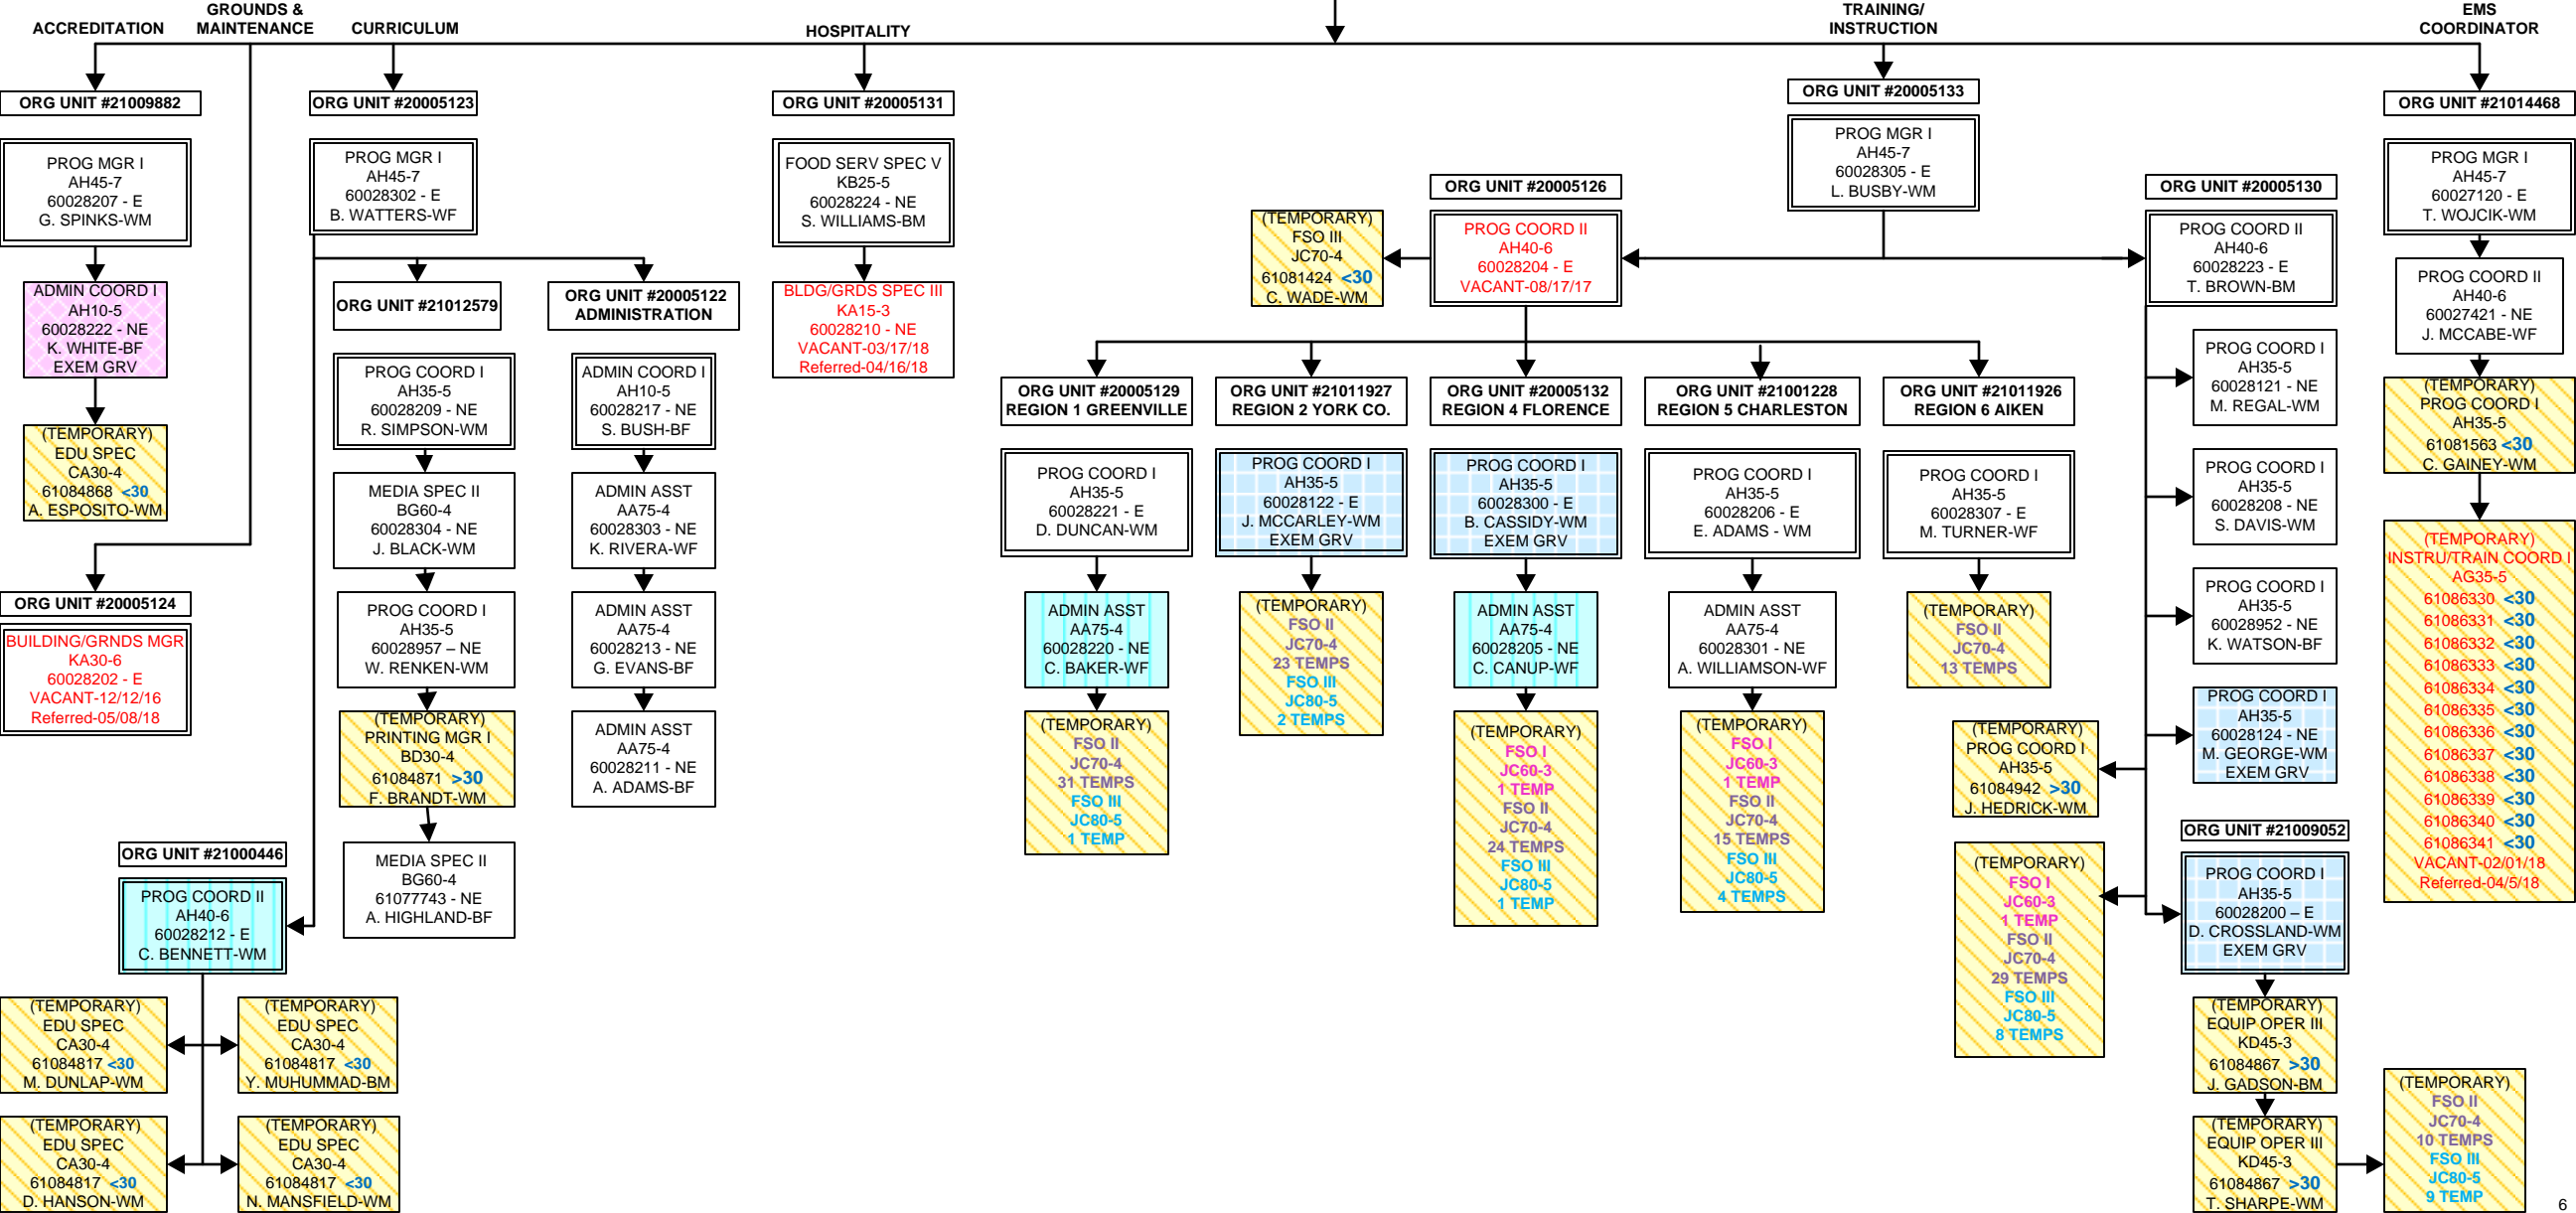 ACCREDITATION
GROUNDS &
MAINTENANCE
CURRICULUM
HOSPITALITY
TRAINING/
INSTRUCTION
EMS
COORDINATOR
ORG UNIT #21009882
PROG MGR I
AH45-7
60028207 - E
G. SPINKS-WM
ADMIN COORD I
AH10-5
60028222 - NE
K. WHITE-BF
EXEM GRV
(TEMPORARY)
EDU SPEC
CA30-4
61084868 <30
A. ESPOSITO-WM
ORG UNIT #20005124
BUILDING/GRNDS MGR
KA30-6
60028202 - E
VACANT-12/12/16
Referred-05/08/18
ORG UNIT #20005123
PROG MGR I
AH45-7
60028302 - E
B. WATTERS-WF
ORG UNIT #21012579
PROG COORD I
AH35-5
60028209 - NE
R. SIMPSON-WM
MEDIA SPEC II
BG60-4
60028304 - NE
J. BLACK-WM
PROG COORD I
AH35-5
60028957 – NE
W. RENKEN-WM
(TEMPORARY)
PRINTING MGR I
BD30-4
61084871 >30
F. BRANDT-WM
MEDIA SPEC II
BG60-4
61077743 - NE
A. HIGHLAND-BF
ORG UNIT #20005122
ADMINISTRATION
ADMIN COORD I
AH10-5
60028217 - NE
S. BUSH-BF
ADMIN ASST
AA75-4
60028303 - NE
K. RIVERA-WF
ADMIN ASST
AA75-4
60028213 - NE
G. EVANS-BF
ADMIN ASST
AA75-4
60028211 - NE
A. ADAMS-BF
ORG UNIT #21000446
PROG COORD II
AH40-6
60028212 - E
C. BENNETT-WM
(TEMPORARY)
EDU SPEC
CA30-4
61084817 <30
M. DUNLAP-WM
(TEMPORARY)
EDU SPEC
CA30-4
61084817 <30
Y. MUHUMMAD-BM
(TEMPORARY)
EDU SPEC
CA30-4
61084817 <30
D. HANSON-WM
(TEMPORARY)
EDU SPEC
CA30-4
61084817 <30
N. MANSFIELD-WM
ORG UNIT #20005131
FOOD SERV SPEC V
KB25-5
60028224 - NE
S. WILLIAMS-BM
BLDG/GRDS SPEC III
KA15-3
60028210 - NE
VACANT-03/17/18
Referred-04/16/18
ORG UNIT #20005133
PROG MGR I
AH45-7
60028305 - E
L. BUSBY-WM
ORG UNIT #20005126
PROG COORD II
AH40-6
60028204 - E
VACANT-08/17/17
(TEMPORARY)
FSO III
JC70-4
61081424 <30
C. WADE-WM
ORG UNIT #20005129
REGION 1 GREENVILLE
PROG COORD I
AH35-5
60028221 - E
D. DUNCAN-WM
ADMIN ASST
AA75-4
60028220 - NE
C. BAKER-WF
(TEMPORARY)
FSO II
JC70-4
31 TEMPS
FSO III
JC80-5
1 TEMP
ORG UNIT #21011927
REGION 2 YORK CO.
PROG COORD I
AH35-5
60028122 - E
J. MCCARLEY-WM
EXEM GRV
(TEMPORARY)
FSO II
JC70-4
23 TEMPS
FSO III
JC80-5
2 TEMPS
ORG UNIT #20005132
REGION 4 FLORENCE
PROG COORD I
AH35-5
60028300 - E
B. CASSIDY-WM
EXEM GRV
ADMIN ASST
AA75-4
60028205 - NE
C. CANUP-WF
(TEMPORARY)
FSO I
JC60-3
1 TEMP
FSO II
JC70-4
24 TEMPS
FSO III
JC80-5
1 TEMP
ORG UNIT #21001228
REGION 5 CHARLESTON
PROG COORD I
AH35-5
60028206 - E
E. ADAMS - WM
ADMIN ASST
AA75-4
60028301 - NE
A. WILLIAMSON-WF
(TEMPORARY)
FSO I
JC60-3
1 TEMP
FSO II
JC70-4
15 TEMPS
FSO III
JC80-5
4 TEMPS
ORG UNIT #21011926
REGION 6 AIKEN
PROG COORD I
AH35-5
60028307 - E
M. TURNER-WF
(TEMPORARY)
FSO II
JC70-4
13 TEMPS
ORG UNIT #20005130
PROG COORD II
AH40-6
60028223 - E
T. BROWN-BM
PROG COORD I
AH35-5
60028121 - NE
M. REGAL-WM
PROG COORD I
AH35-5
60028208 - NE
S. DAVIS-WM
PROG COORD I
AH35-5
60028952 - NE
K. WATSON-BF
PROG COORD I
AH35-5
60028124 - NE
M. GEORGE-WM
EXEM GRV
(TEMPORARY)
PROG COORD I
AH35-5
61084942 >30
J. HEDRICK-WM
(TEMPORARY)
FSO I
JC60-3
1 TEMP
FSO II
JC70-4
29 TEMPS
FSO III
JC80-5
8 TEMPS
ORG UNIT #21009052
PROG COORD I
AH35-5
60028200 – E
D. CROSSLAND-WM
EXEM GRV
(TEMPORARY)
EQUIP OPER III
KD45-3
61084867 >30
J. GADSON-BM
(TEMPORARY)
EQUIP OPER III
KD45-3
61084867 >30
T. SHARPE-WM
(TEMPORARY)
FSO II
JC70-4
10 TEMPS
FSO III
JC80-5
9 TEMP
ORG UNIT #21014468
PROG MGR I
AH45-7
60027120 - E
T. WOJCIK-WM
PROG COORD II
AH40-6
60027421 - NE
J. MCCABE-WF
(TEMPORARY)
PROG COORD I
AH35-5
61081563 <30
C. GAINEY-WM
(TEMPORARY)
INSTRU/TRAIN COORD I
AG35-5
61086330 <30
61086331 <30
61086332 <30
61086333 <30
61086334 <30
61086335 <30
61086336 <30
61086337 <30
61086338 <30
61086339 <30
61086340 <30
61086341 <30
VACANT-02/01/18
Referred-04/5/18
6